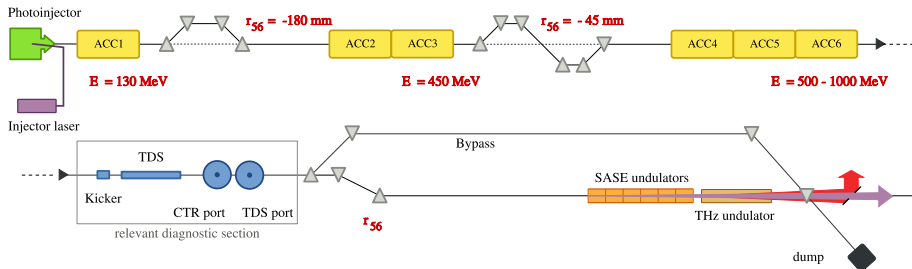 Photoinjector
r56 = -180 mm
r56 = - 45 mm
ACC1
ACC2
ACC3
ACC4
ACC5
ACC6
E = 130 MeV
E = 450 MeV
E = 500 - 1000 MeV
Injector laser
TDS
Bypass
SASE undulators
Kicker
CTR port
TDS port
THz undulator
r56
relevant diagnostic section
dump